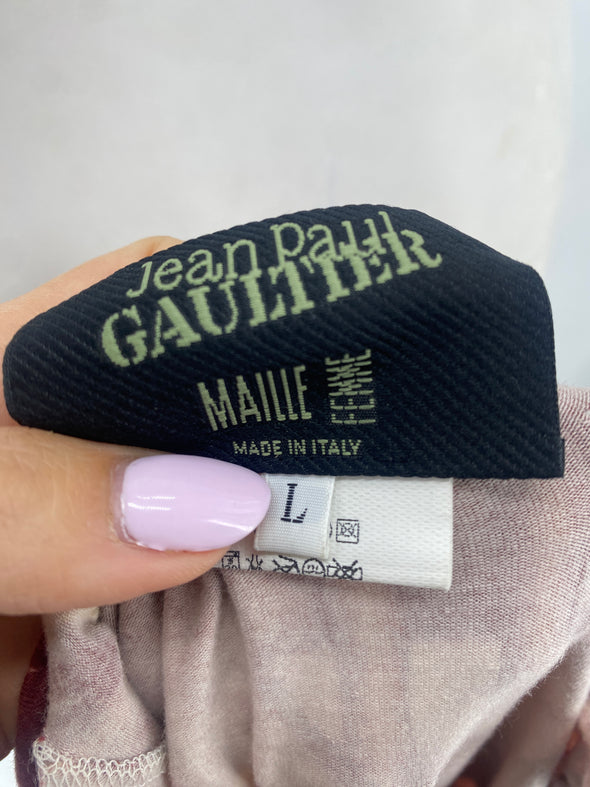 Jean Paul
GAULTIER
MAILLE FEMME
MADE IN ITALY
L